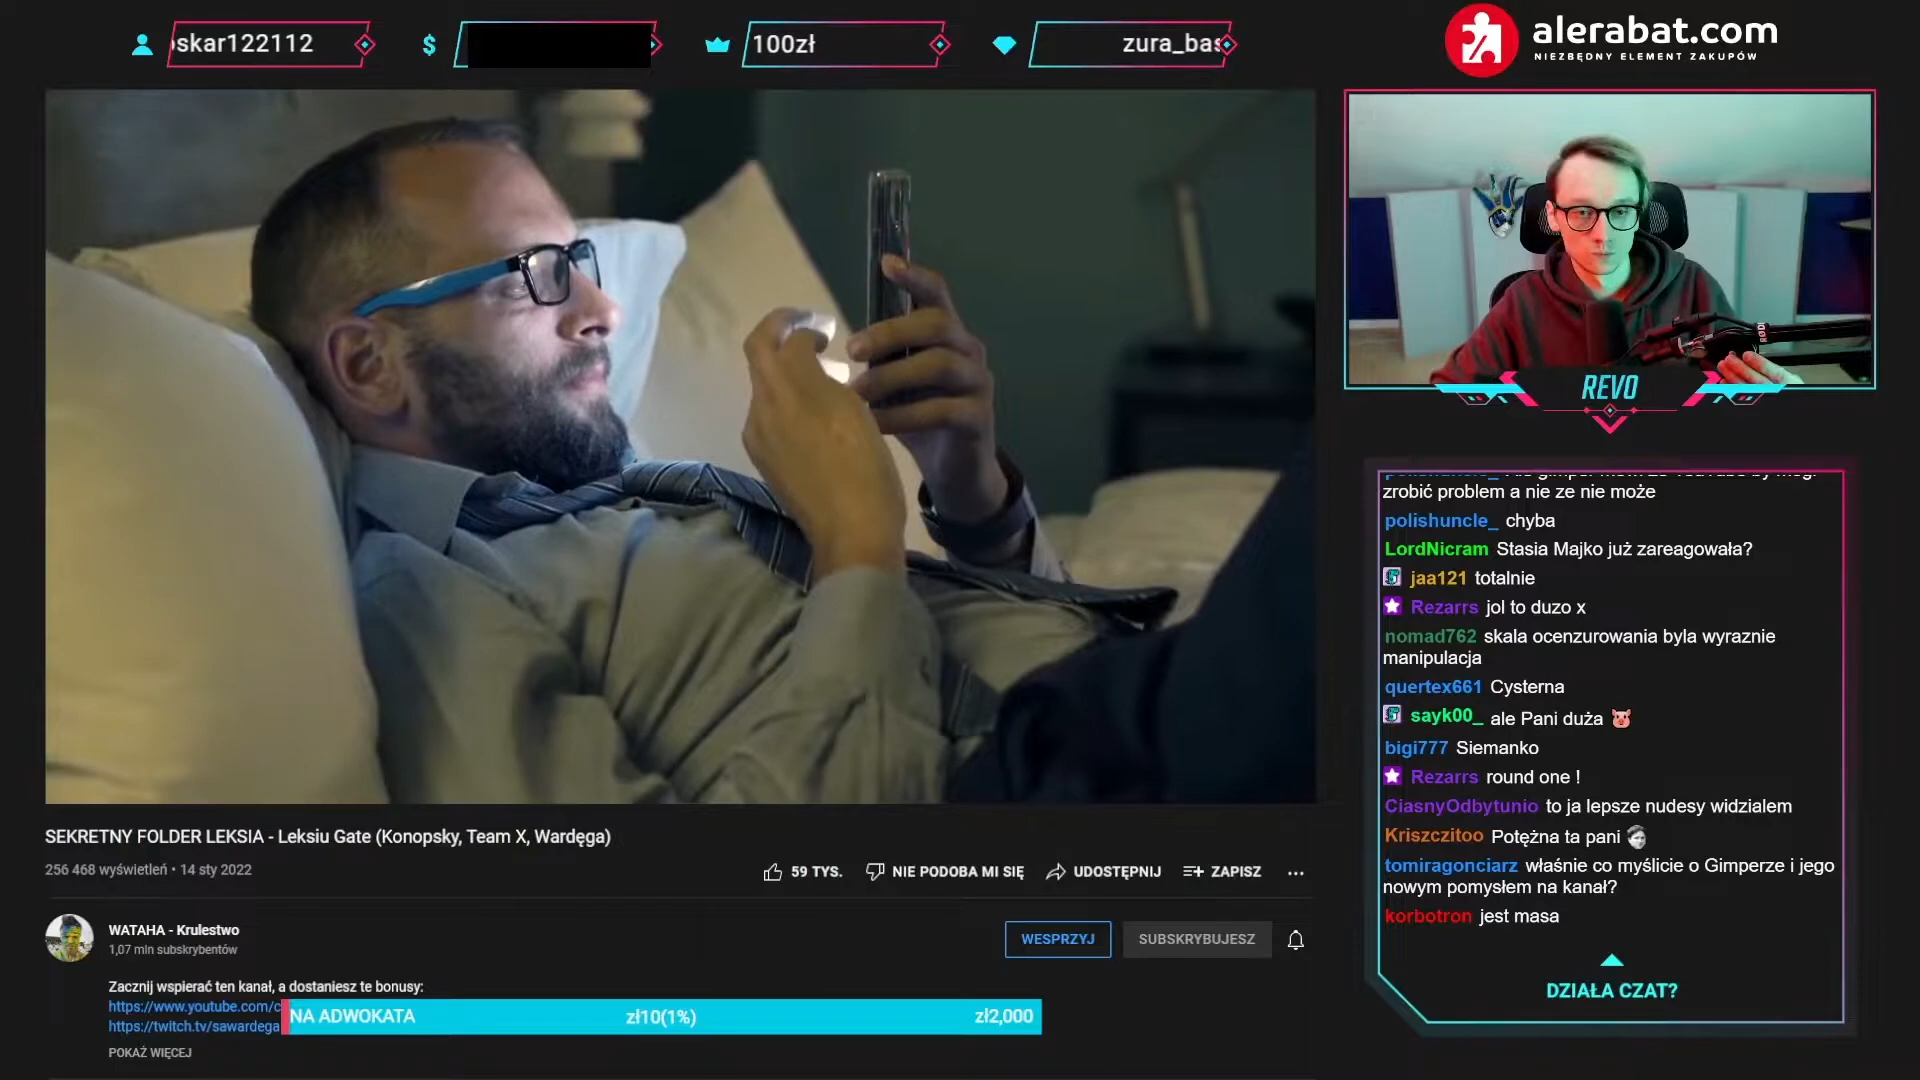 skar122112
100zł
zura_bas
alerabat.com
NIEZBĘDNY ELEMENT ZAKUPÓW
RØDE
REVO
zrobić problem a nie ze nie może
polishuncle_ chyba
LordNicram Stasia Majko już zareagowała?
jaa121 totalnie
Rezarrs jol to duzo x
nomad762 skala ocenzurowania byla wyraznie
manipulacja
quertex661 Cysterna
sayk00_ ale Pani duża
bigi777 Siemanko
Rezarrs round one !
CiasnyOdbytunio to ja lepsze nudesy widzialem
Kriszczitoo Potężna ta pani
tomiragonciarz właśnie co myślicie o Gimperze i jego
nowym pomysłem na kanał?
korbotron jest masa
DZIAŁA CZAT?
SEKRETNY FOLDER LEKSIA - Leksiu Gate (Konopsky, Team X, Wardęga)
256 468 wyświetleń • 14 sty 2022
59 TYS. NIE PODOBA MI SIĘ UDOSTĘPNIJ ZAPISZ
WATAHA - Krulestwo
1,07 mln subskrybentów
WESPRZYJ SUBSKRYBUJESZ
Zacznij wspierać ten kanał, a dostaniesz te bonusy:
https://www.youtube.com/c
https://twitch.tv/sawardega
NA ADWOKATA zł10(1%) zł2,000
POKAŻ WIĘCEJ